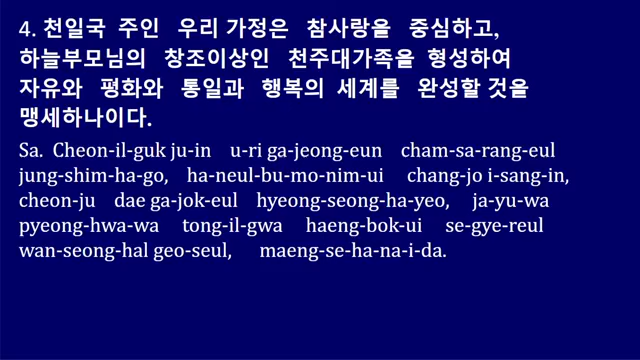 4. 천일국 주인 우리 가정은 참사랑을 중심하고,
하늘부모님의 창조이상인 천주대가족을 형성하여
자유와 평화와 통일과 행복의 세계를 완성할 것을
맹세하나이다.
Sa. Cheon-il-guk ju-in u-ri ga-jeong-eun cham-sa-rang-eul
jung-shim-ha-go, ha-neul-bu-mo-nim-ui chang-jo i-sang-in,
cheon-ju dae ga-jok-eul hyeong-seong-ha-yeo, ja-yu-wa
pyeong-hwa-wa tong-il-gwa haeng-bok-ui se-gye-reul
wan-seong-hal geo-seul, maeng-se-ha-na-i-da.